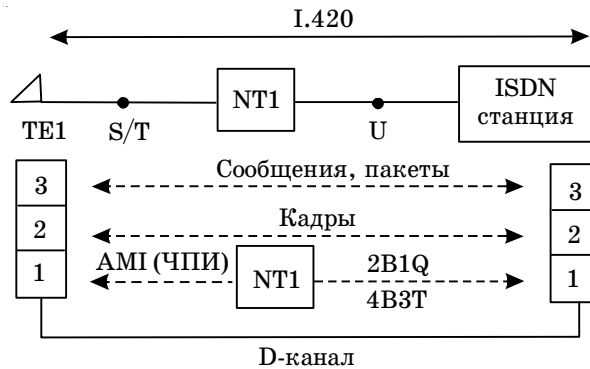 I.420
NT1
ISDN
станция
TE1
S/T
U
Сообщения, пакеты
3
3
Кадры
2
2
AMI (ЧПИ)
NT1
2B1Q
4B3T
1
1
D-канал